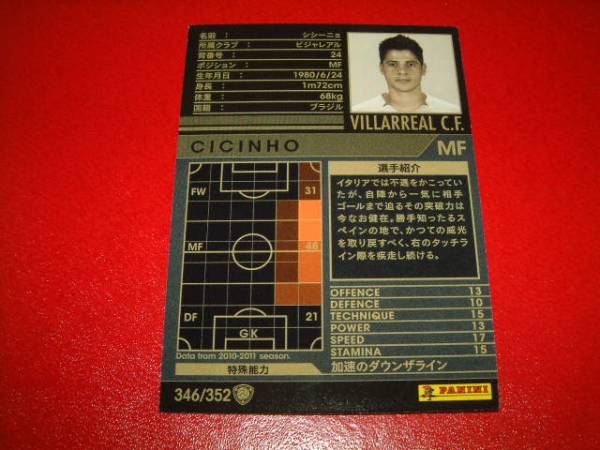 名前 : シシーニョ
所属クラブ : ビジャレアル
背番号 : 24
ポジション : MF
生年月日 : 1980/6/24
身長 : 1m72cm
体重 : 68kg
国籍 : ブラジル
VILLARREAL C.F.
CICINHO MF
FW 31
MF 48
DF 21
GK
Data from 2010-2011 season.
選手紹介
イタリアでは不遇をかこってい
たが、自陣から一気に相手
ゴールまで迫るその突破力は
今なお健在。勝手知ったるス
ペインの地で、かつての威光
を取り戻すべく、右のタッチラ
イン際を疾走し続ける。
OFFENCE 13
DEFENCE 10
TECHNIQUE 15
POWER 13
SPEED 17
STAMINA 15
特殊能力 加速のダウンザライン
346/352
PANINI